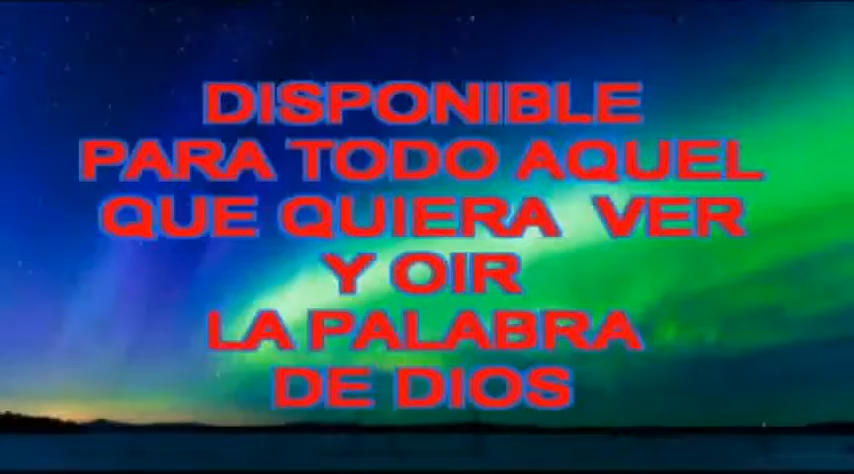 DISPONIBLE
PARA TODO AQUEL
QUE QUIERA VER
Y OIR
LA PALABRA
DE DIOS